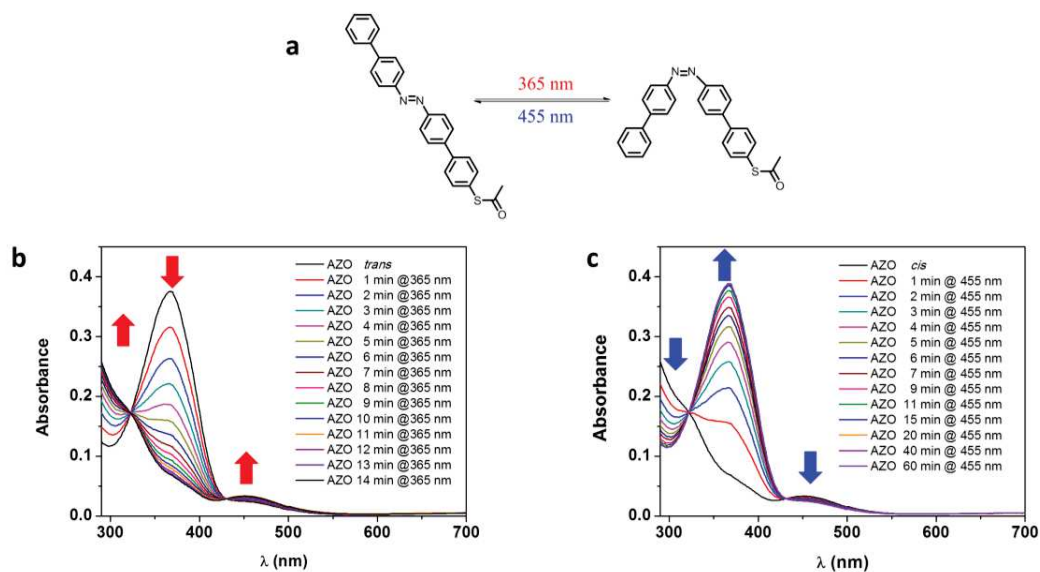 a
N=N
S
O
365 nm
455 nm
N=N
S
O
b
Absorbance
0.4
0.3
0.2
0.1
0.0
300 400 500 600 700
λ (nm)
AZO trans
AZO 1 min @365 nm
AZO 2 min @365 nm
AZO 3 min @365 nm
AZO 4 min @365 nm
AZO 5 min @365 nm
AZO 6 min @365 nm
AZO 7 min @365 nm
AZO 8 min @365 nm
AZO 9 min @365 nm
AZO 10 min @365 nm
AZO 11 min @365 nm
AZO 12 min @365 nm
AZO 13 min @365 nm
AZO 14 min @365 nm
c
Absorbance
0.4
0.3
0.2
0.1
0.0
300 400 500 600 700
λ (nm)
AZO cis
AZO 1 min @ 455 nm
AZO 2 min @ 455 nm
AZO 3 min @ 455 nm
AZO 4 min @ 455 nm
AZO 5 min @ 455 nm
AZO 6 min @ 455 nm
AZO 7 min @ 455 nm
AZO 9 min @ 455 nm
AZO 11 min @ 455 nm
AZO 15 min @ 455 nm
AZO 20 min @ 455 nm
AZO 40 min @ 455 nm
AZO 60 min @ 455 nm